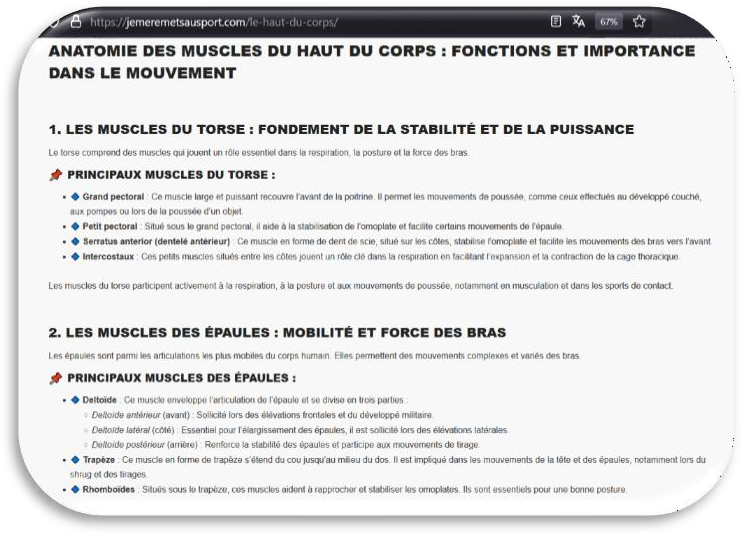 https://jemeremetsausport.com/le-haut-du-corps/ 67%
ANATOMIE DES MUSCLES DU HAUT DU CORPS : FONCTIONS ET IMPORTANCE
DANS LE MOUVEMENT
1. LES MUSCLES DU TORSE : FONDEMENT DE LA STABILITÉ ET DE LA PUISSANCE
Le torse comprend des muscles qui jouent un rôle essentiel dans la respiration, la posture et la force des bras.
📌 PRINCIPAUX MUSCLES DU TORSE :
• 🔹 Grand pectoral : Ce muscle large et puissant recouvre l'avant de la poitrine. Il permet les mouvements de poussée, comme ceux effectués au développé couché,
aux pompes ou lors de la poussée d'un objet.
• 🔹 Petit pectoral : Situé sous le grand pectoral, il aide à la stabilisation de l'omoplate et facilite certains mouvements de l'épaule.
• 🔹 Serratus anterior (dentelé antérieur) : Ce muscle en forme de dent de scie, situé sur les côtes, stabilise l'omoplate et facilite les mouvements des bras vers l'avant.
• 🔹 Intercostaux : Ces petits muscles situés entre les côtes jouent un rôle clé dans la respiration en facilitant l'expansion et la contraction de la cage thoracique.
Les muscles du torse participent activement à la respiration, à la posture et aux mouvements de poussée, notamment en musculation et dans les sports de contact.
2. LES MUSCLES DES ÉPAULES : MOBILITÉ ET FORCE DES BRAS
Les épaules sont parmi les articulations les plus mobiles du corps humain. Elles permettent des mouvements complexes et variés des bras.
📌 PRINCIPAUX MUSCLES DES ÉPAULES :
• 🔹 Deltoïde : Ce muscle enveloppe l'articulation de l'épaule et se divise en trois parties :
○ Deltoïde antérieur (avant) : Sollicité lors des élévations frontales et du développé militaire.
○ Deltoïde latéral (côté) : Essentiel pour l'élargissement des épaules, il est sollicité lors des élévations latérales.
○ Deltoïde postérieur (arrière) : Renforce la stabilité des épaules et participe aux mouvements de tirage.
• 🔹 Trapèze : Ce muscle en forme de trapèze s'étend du cou jusqu'au milieu du dos. Il est impliqué dans les mouvements de la tête et des épaules, notamment lors du
shrug et des tirages.
• 🔹 Rhomboïdes : Situés sous le trapèze, ces muscles aident à rapprocher et stabiliser les omoplates. Ils sont essentiels pour une bonne posture.